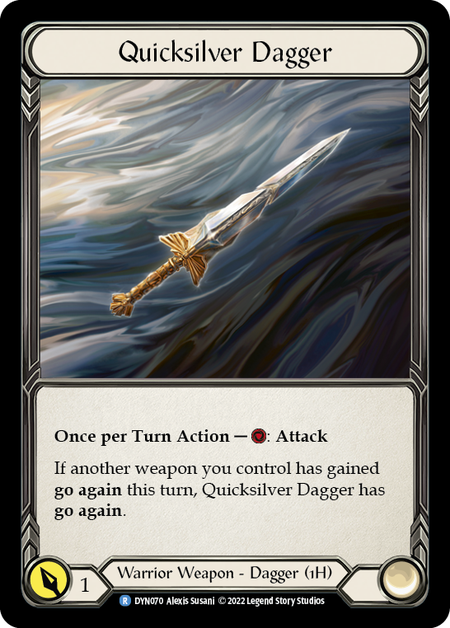 Quicksilver Dagger
Once per Turn Action — : Attack
If another weapon you control has gained
go again this turn, Quicksilver Dagger has
go again.
1
Warrior Weapon - Dagger (1H)
R DYN070 Alexis Susani © 2022 Legend Story Studios